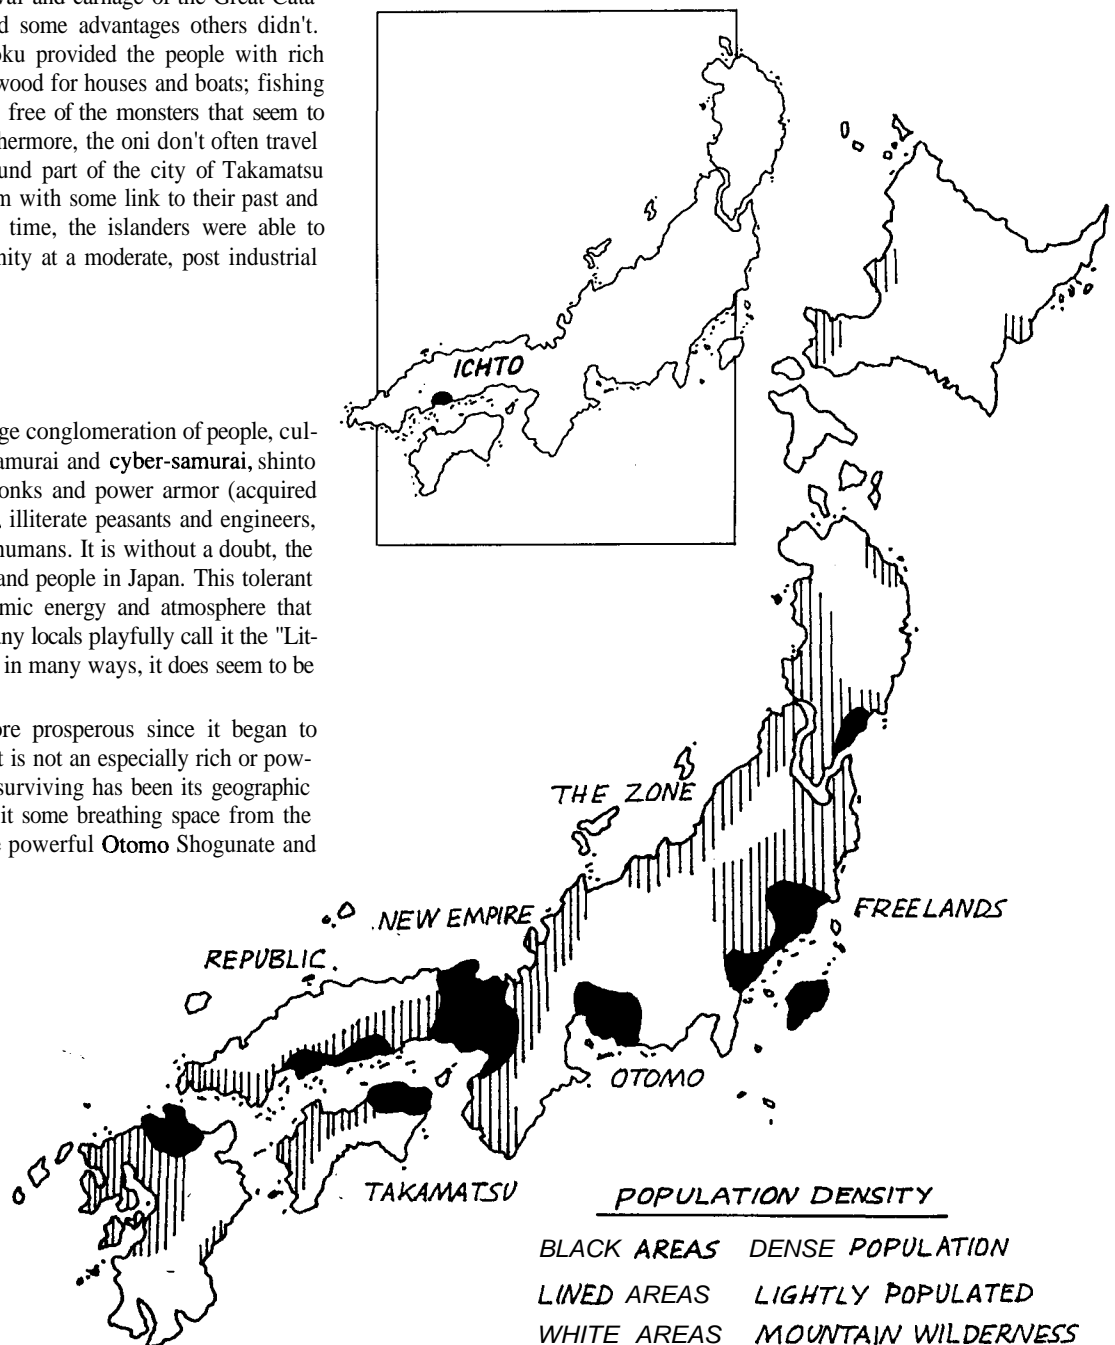 d some advantages others didn't.
oku provided the people with rich
wood for houses and boats; fishing
free of the monsters that seem to
hermore, the oni don't often travel
und part of the city of Takamatsu
m with some link to their past and
time, the islanders were able to
nity at a moderate, post industrial
ge conglomeration of people, cul-
amurai and cyber-samurai, shinto
onks and power armor (acquired
, illiterate peasants and engineers,
humans. It is without a doubt, the
and people in Japan. This tolerant
mic energy and atmosphere that
any locals playfully call it the "Lit-
in many ways, it does seem to be
ore prosperous since it began to
t is not an especially rich or pow-
surviving has been its geographic
it some breathing space from the
e powerful Otomo Shogunate and
ICHTO
THE ZONE
NEW EMPIRE
FREELANDS
REPUBLIC
OTOMO
TAKAMATSU
POPULATION DENSITY
BLACK AREAS DENSE POPULATION
LINED AREAS LIGHTLY POPULATED
WHITE AREAS MOUNTAIN WILDERNESS